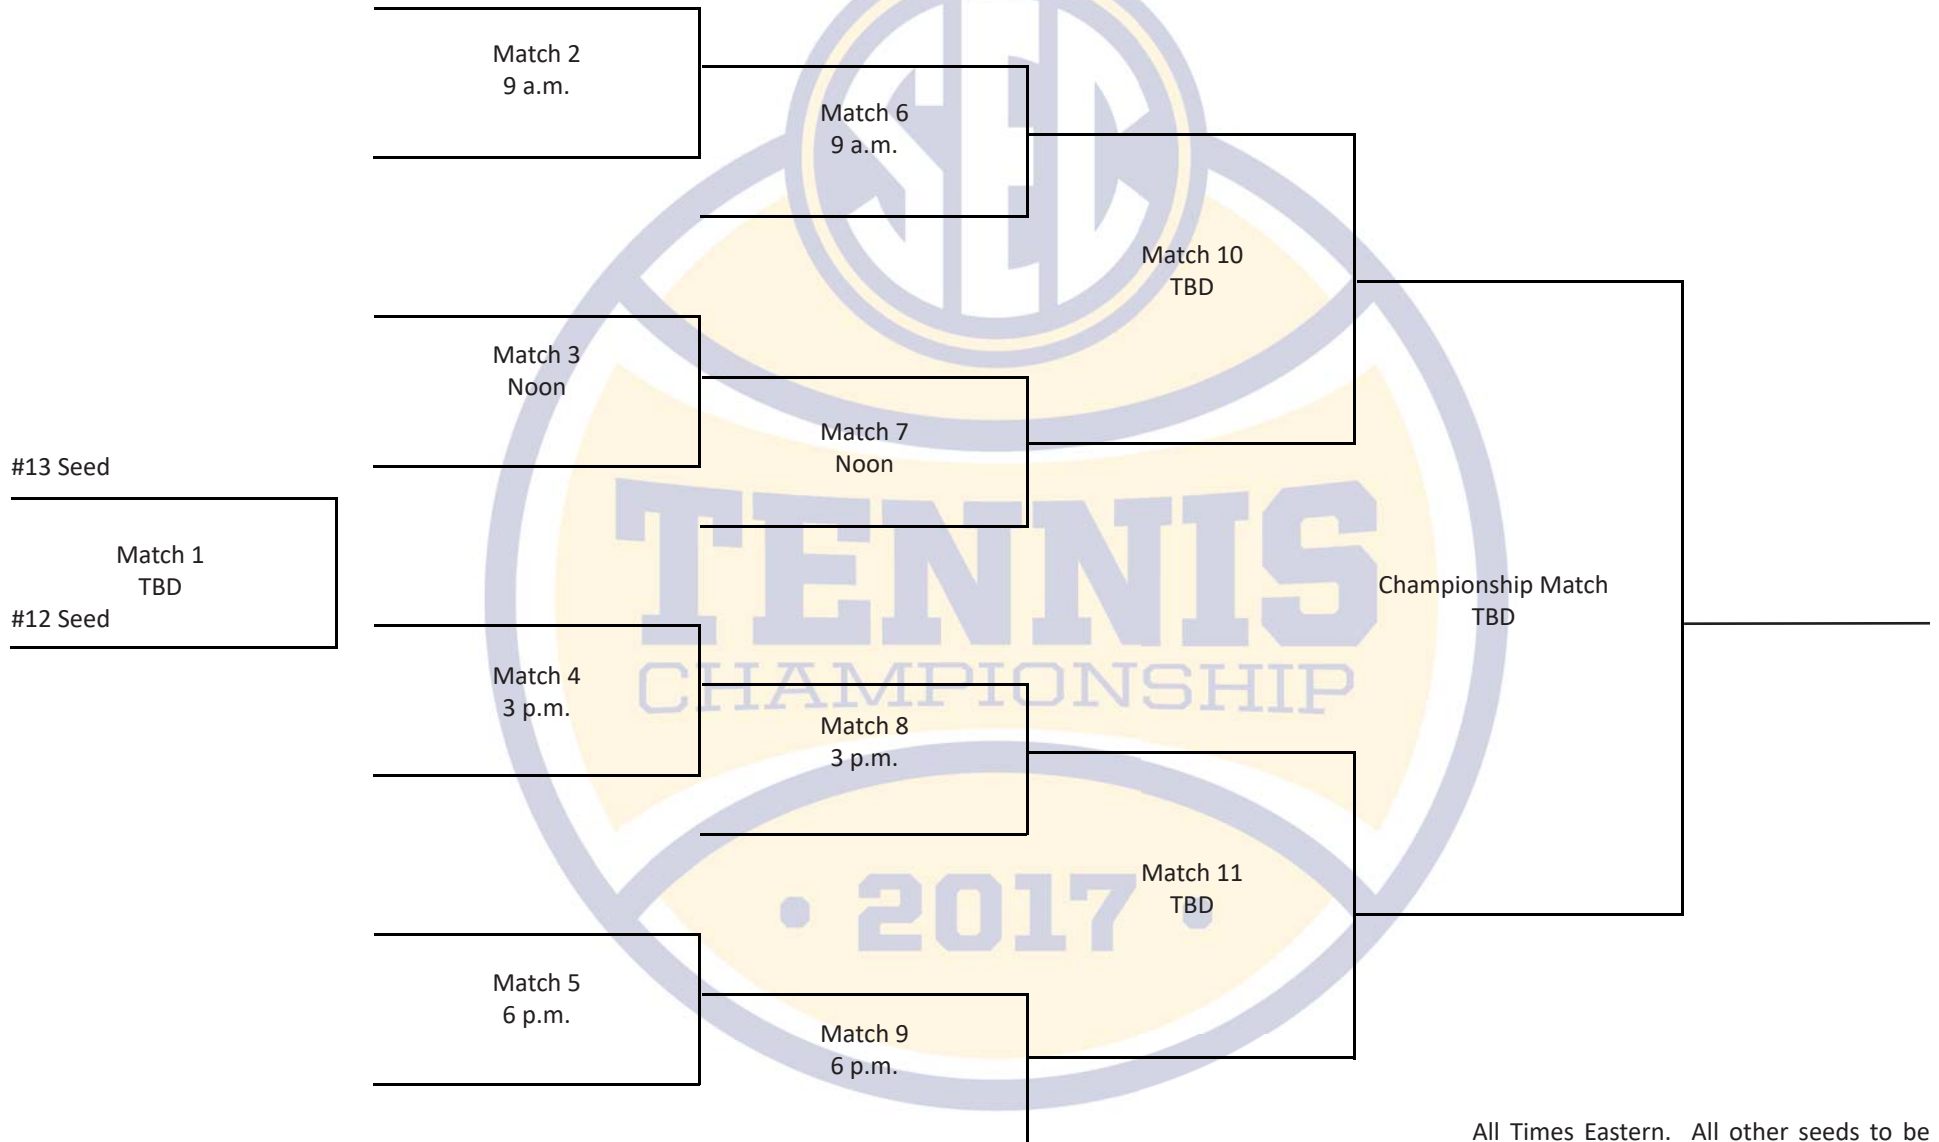 SEC
Match 2
9 a.m.
Match 6
9 a.m.
Match 10
TBD
Match 3
Noon
Match 7
Noon
#13 Seed
Match 1
TBD
#12 Seed
TENNIS
CHAMPIONSHIP
Championship Match
TBD
Match 4
3 p.m.
Match 8
3 p.m.
Match 11
TBD
• 2017 •
Match 5
6 p.m.
Match 9
6 p.m.
All Times Eastern. All other seeds to be